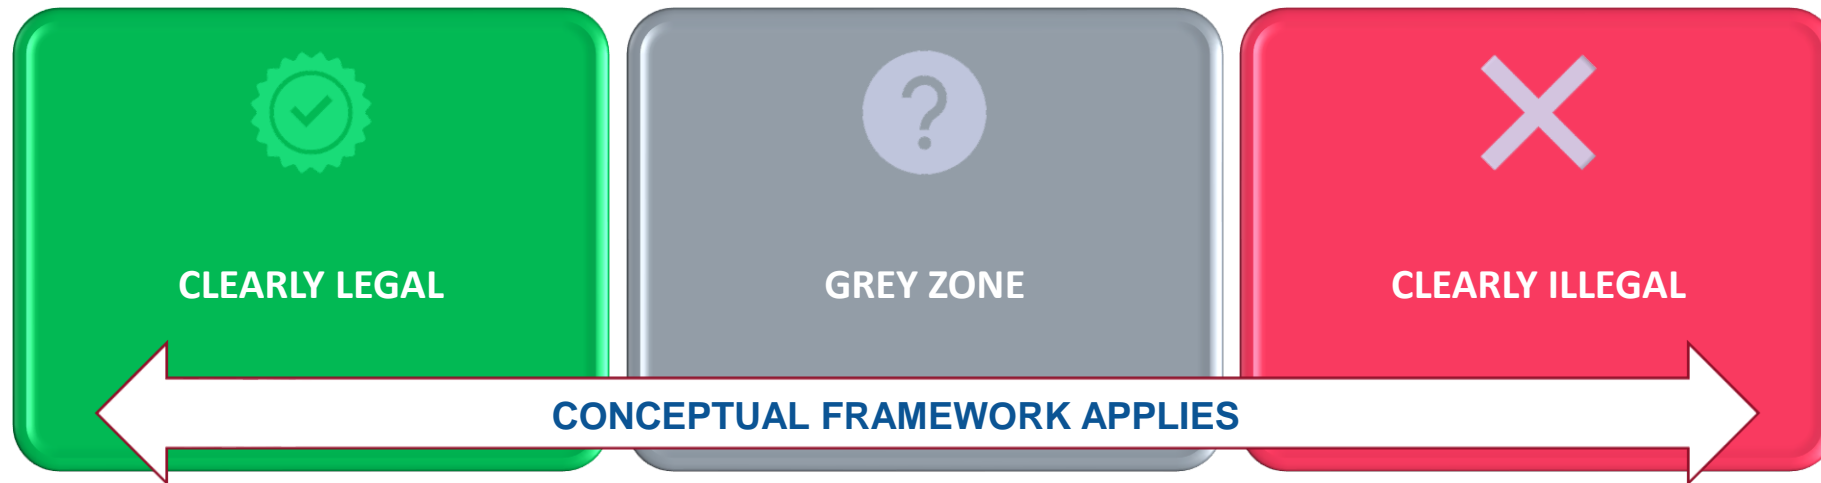 CLEARLY LEGAL
GREY ZONE
CLEARLY ILLEGAL
CONCEPTUAL FRAMEWORK APPLIES